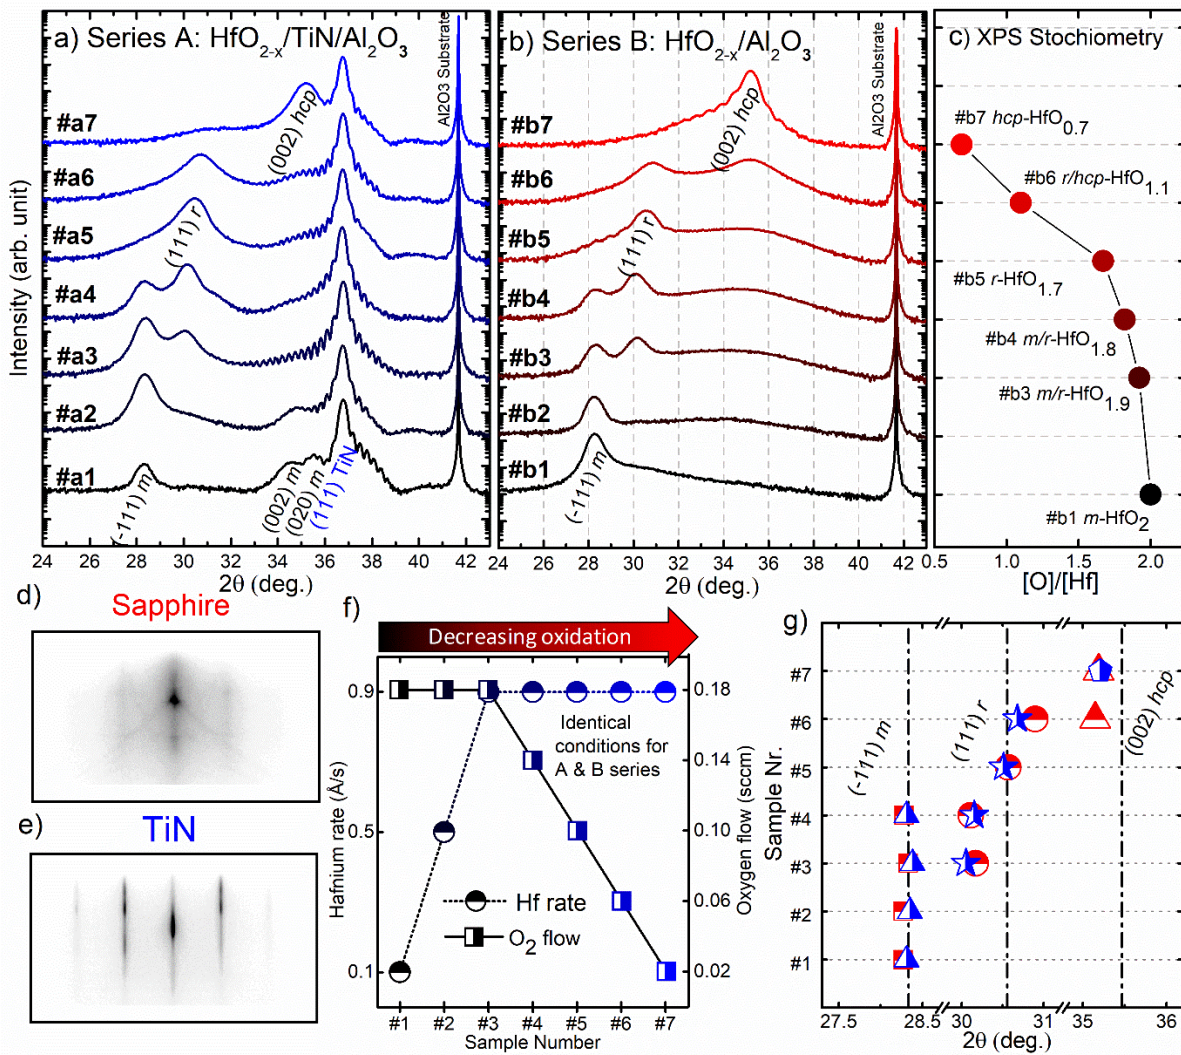 a) Series A: HfO2-x/TiN/Al2O3
Al2O3 Substrate
#a7
(002) hcp
#a6
#a5
(111) r
#a4
#a3
#a2
#a1
(-111) m
(002) m
(020) m
(111) TiN
Intensity (arb. unit)
24 26 28 30 32 34 36 38 40 42
2θ (deg.)
b) Series B: HfO2-x/Al2O3
Al2O3 Substrate
#b7
(002) hcp
#b6
#b5
(111) r
#b4
#b3
#b2
#b1
(-111) m
24 26 28 30 32 34 36 38 40 42
2θ (deg.)
c) XPS Stochiometry
#b7 hcp-HfO0.7
#b6 r/hcp-HfO1.1
#b5 r-HfO1.7
#b4 m/r-HfO1.8
#b3 m/r-HfO1.9
#b1 m-HfO2
0.5 1.0 1.5 2.0
[O]/[Hf]
d)
Sapphire
e)
TiN
f)
Decreasing oxidation
Identical
conditions for
A & B series
Hf rate
O2 flow
Hafnium rate (Å/s)
0.9
0.5
0.1
Oxygen flow (sccm)
0.18
0.14
0.10
0.06
0.02
#1 #2 #3 #4 #5 #6 #7
Sample Number
g)
(-111) m
(111) r
(002) hcp
Sample Nr.
#7
#6
#5
#4
#3
#2
#1
27.5 28.5 30 31 35 36
2θ (deg.)